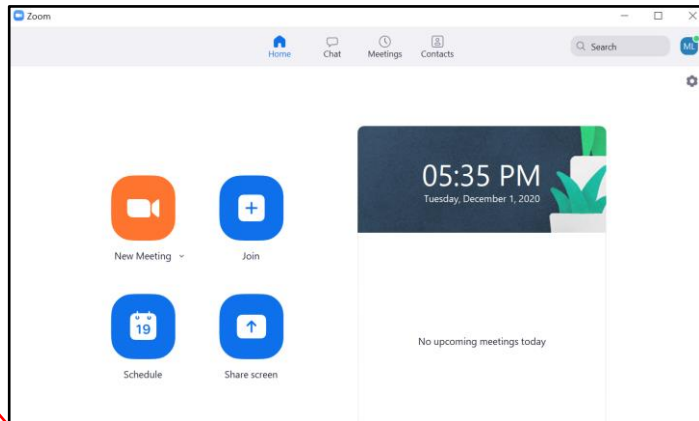 Zoom
Home Chat Meetings Contacts
Search
ML
05:35 PM
Tuesday, December 1, 2020
New Meeting
Join
19
Schedule
Share screen
No upcoming meetings today